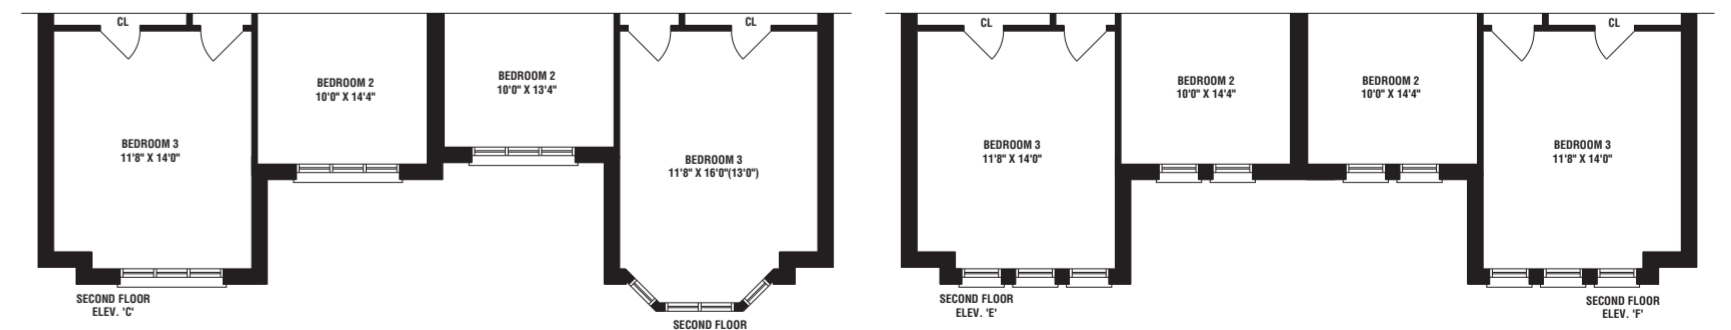 CL
BEDROOM 2
10'0" X 14'4"
BEDROOM 3
11'8" X 14'0"
SECOND FLOOR
ELEV. 'C'
CL
BEDROOM 2
10'0" X 13'4"
BEDROOM 3
11'8" X 16'0"(13'0")
SECOND FLOOR
CL
BEDROOM 2
10'0" X 14'4"
BEDROOM 3
11'8" X 14'0"
SECOND FLOOR
ELEV. 'E'
CL
BEDROOM 2
10'0" X 14'4"
BEDROOM 3
11'8" X 14'0"
SECOND FLOOR
ELEV. 'F'